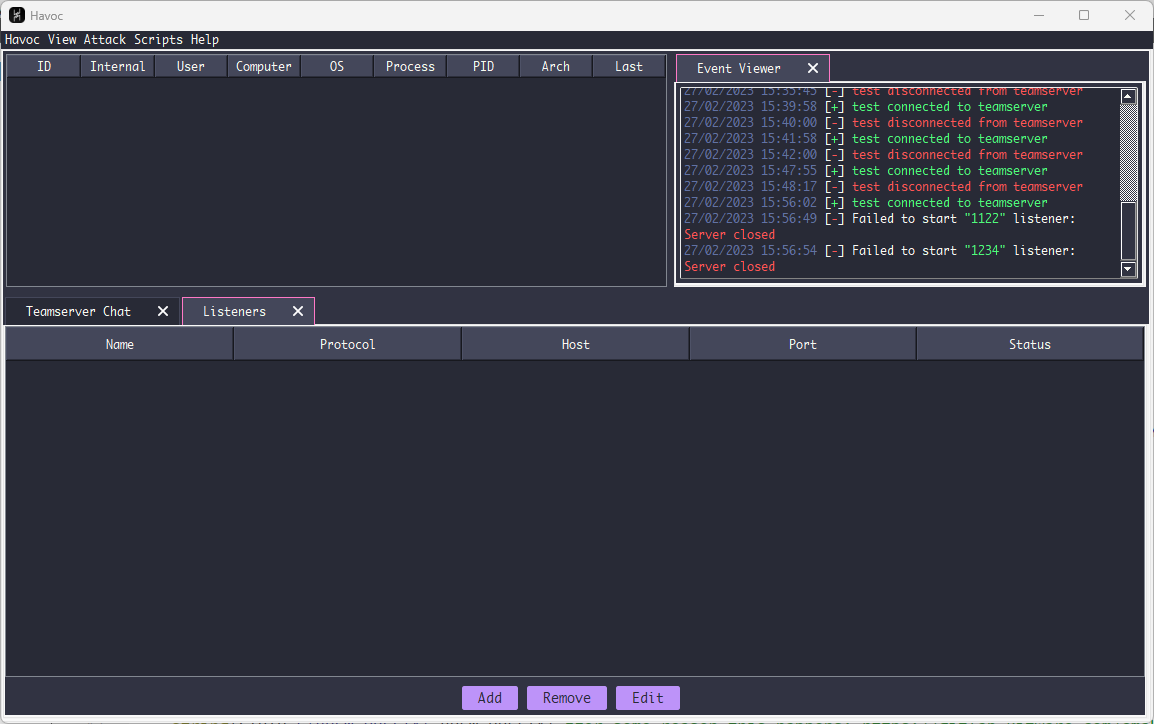 Havoc
Havoc View Attack Scripts Help
ID Internal User Computer OS Process PID Arch Last
Event Viewer
27/02/2023 15:35:45 [-] test disconnected from teamserver
27/02/2023 15:39:58 [+] test connected to teamserver
27/02/2023 15:40:00 [-] test disconnected from teamserver
27/02/2023 15:41:58 [+] test connected to teamserver
27/02/2023 15:42:00 [-] test disconnected from teamserver
27/02/2023 15:47:55 [+] test connected to teamserver
27/02/2023 15:48:17 [-] test disconnected from teamserver
27/02/2023 15:56:02 [+] test connected to teamserver
27/02/2023 15:56:49 [-] Failed to start "1122" listener:
Server closed
27/02/2023 15:56:54 [-] Failed to start "1234" listener:
Server closed
Teamserver Chat Listeners
Name Protocol Host Port Status
Add Remove Edit